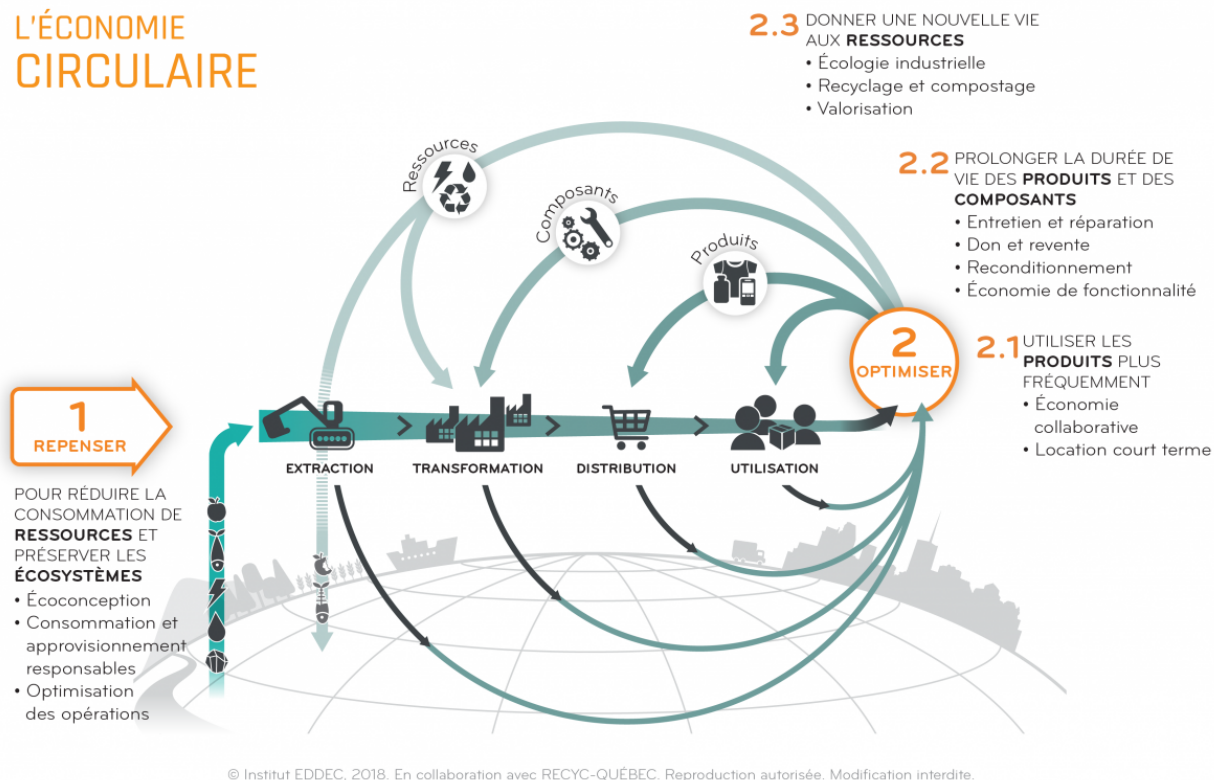 L'ÉCONOMIE
CIRCULAIRE
2.3 DONNER UNE NOUVELLE VIE
AUX RESSOURCES
• Écologie industrielle
• Recyclage et compostage
• Valorisation
2.2 PROLONGER LA DURÉE DE
VIE DES PRODUITS ET DES
COMPOSANTS
• Entretien et réparation
• Don et revente
• Reconditionnement
• Économie de fonctionnalité
2.1 UTILISER LES
PRODUITS PLUS
FRÉQUEMMENT
• Économie
collaborative
• Location court terme
Ressources
Composants
Produits
2
OPTIMISER
1
REPENSER
EXTRACTION
TRANSFORMATION
DISTRIBUTION
UTILISATION
POUR RÉDUIRE LA
CONSOMMATION DE
RESSOURCES ET
PRÉSERVER LES
ÉCOSYSTÈMES
• Écoconception
• Consommation et
approvisionnement
responsables
• Optimisation
des opérations
© Institut EDDEC, 2018. En collaboration avec RECYC-QUÉBEC. Reproduction autorisée. Modification interdite.